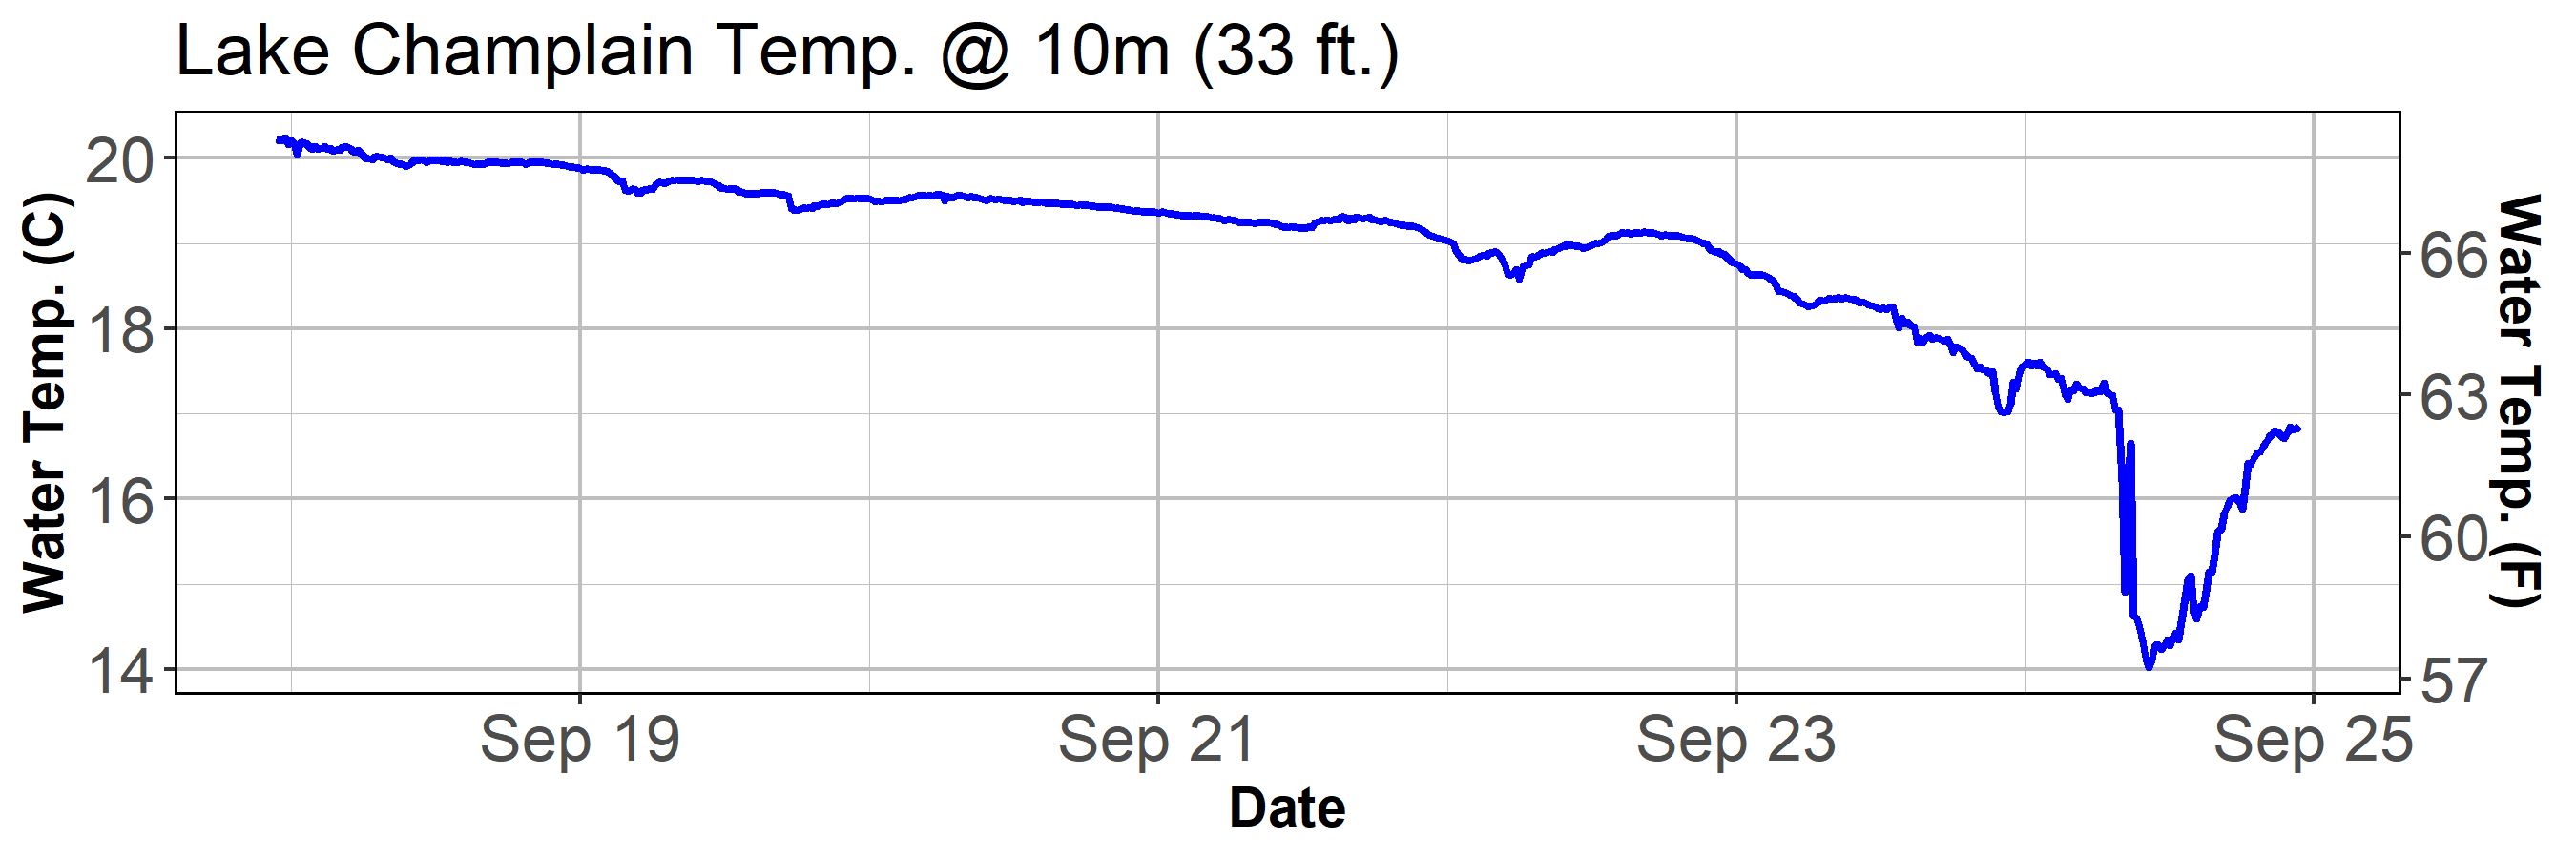 Lake Champlain Temp. @ 10m (33 ft.)
Water Temp. (C)
20
18
16
14
66
63
60
57
Water Temp. (F)
Sep 19
Sep 21
Sep 23
Sep 25
Date